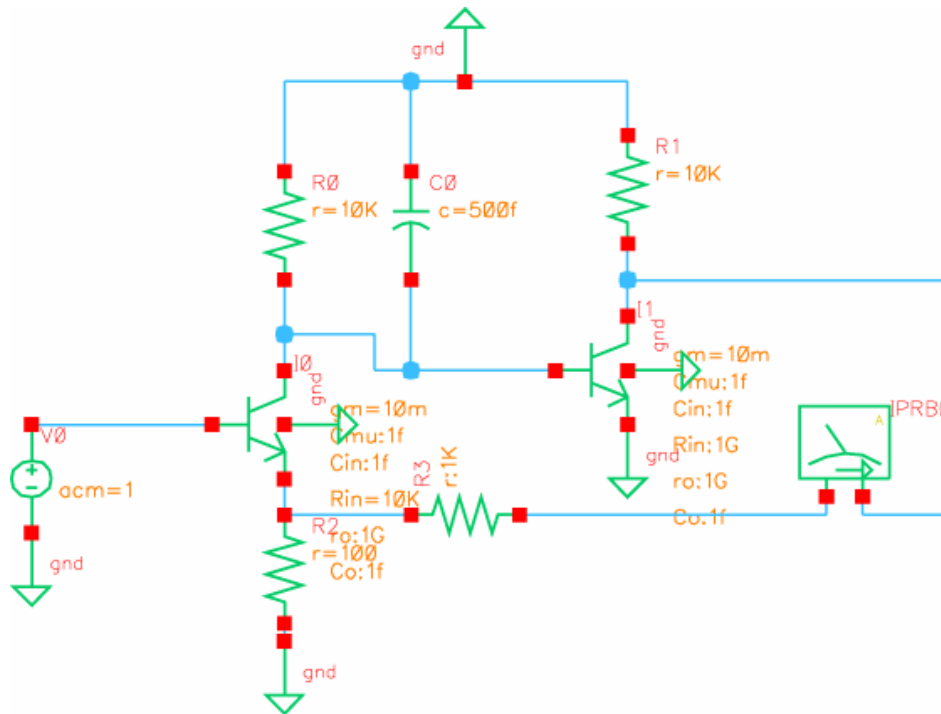 gnd
R0
r=10K
C0
c=500f
R1
r=10K
I1
gnd
gm=10m
Cmu:1f
Cin:1f
Rin:1G
ro:1G
Co:1f
gnd
I0
gnd
gm=10m
Cmu:1f
Cin:1f
Rin=10K
ro:1G
Co:1f
V0
+
-
acm=1
gnd
R3
r:1K
R2
r=100
gnd
A